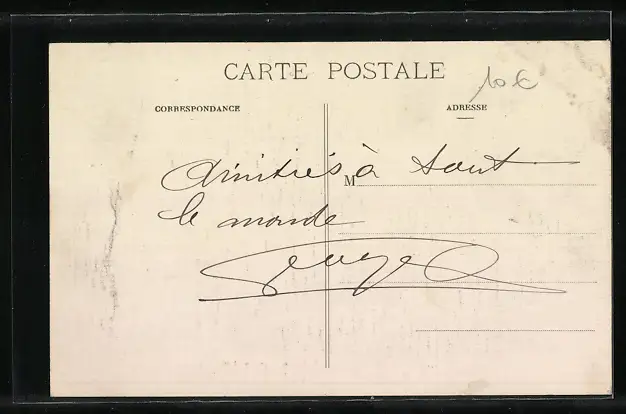 CARTE POSTALE
10 €
CORRESPONDANCE
ADRESSE
Amitiés à tout
M
le monde